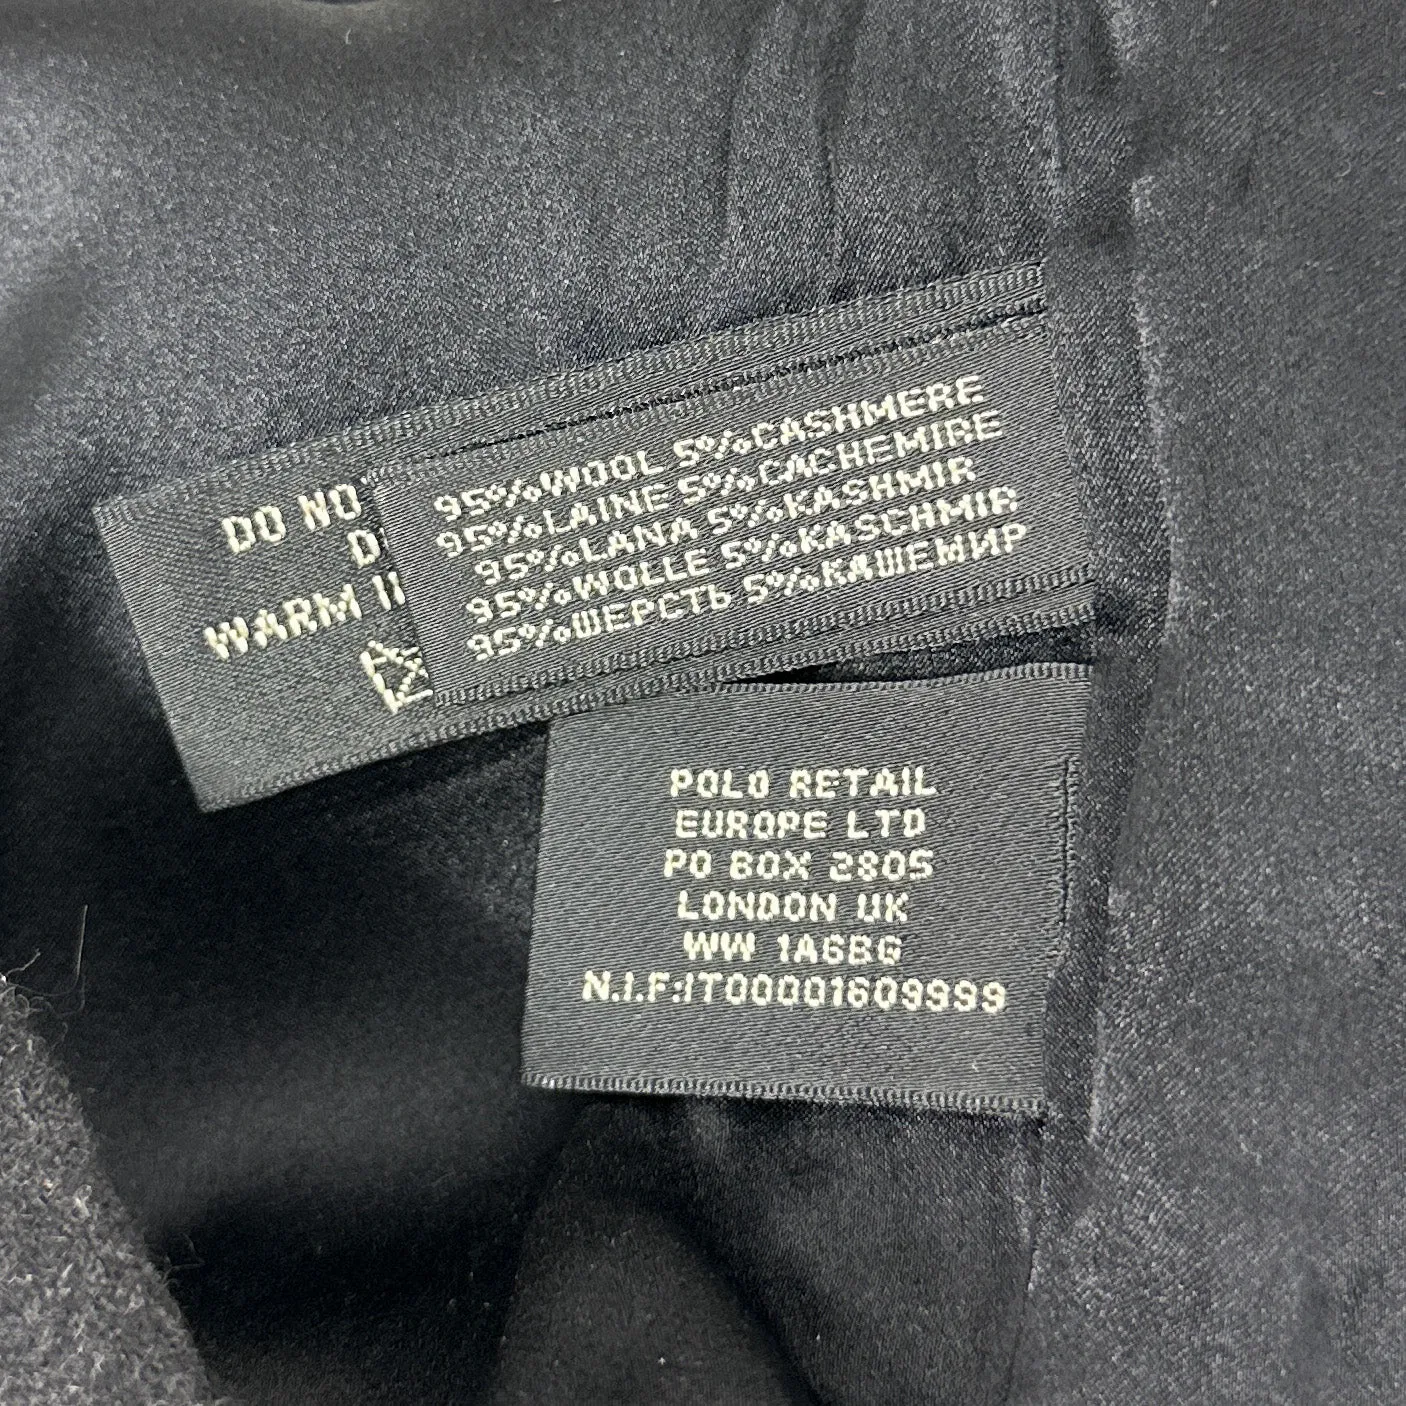 DO NO
D
WARM
95%WOOL 5%CASHMERE
95%LAINE 5%CACHEMIRE
95%LANA 5%KASHMIR
95%WOLLE 5%KASCHMIR
95%ШЕРСТЬ 5%КАШЕМИР
POLO RETAIL
EUROPE LTD
PO BOX 2805
LONDON UK
WW 1A6BG
N.I.F:IT00001609999